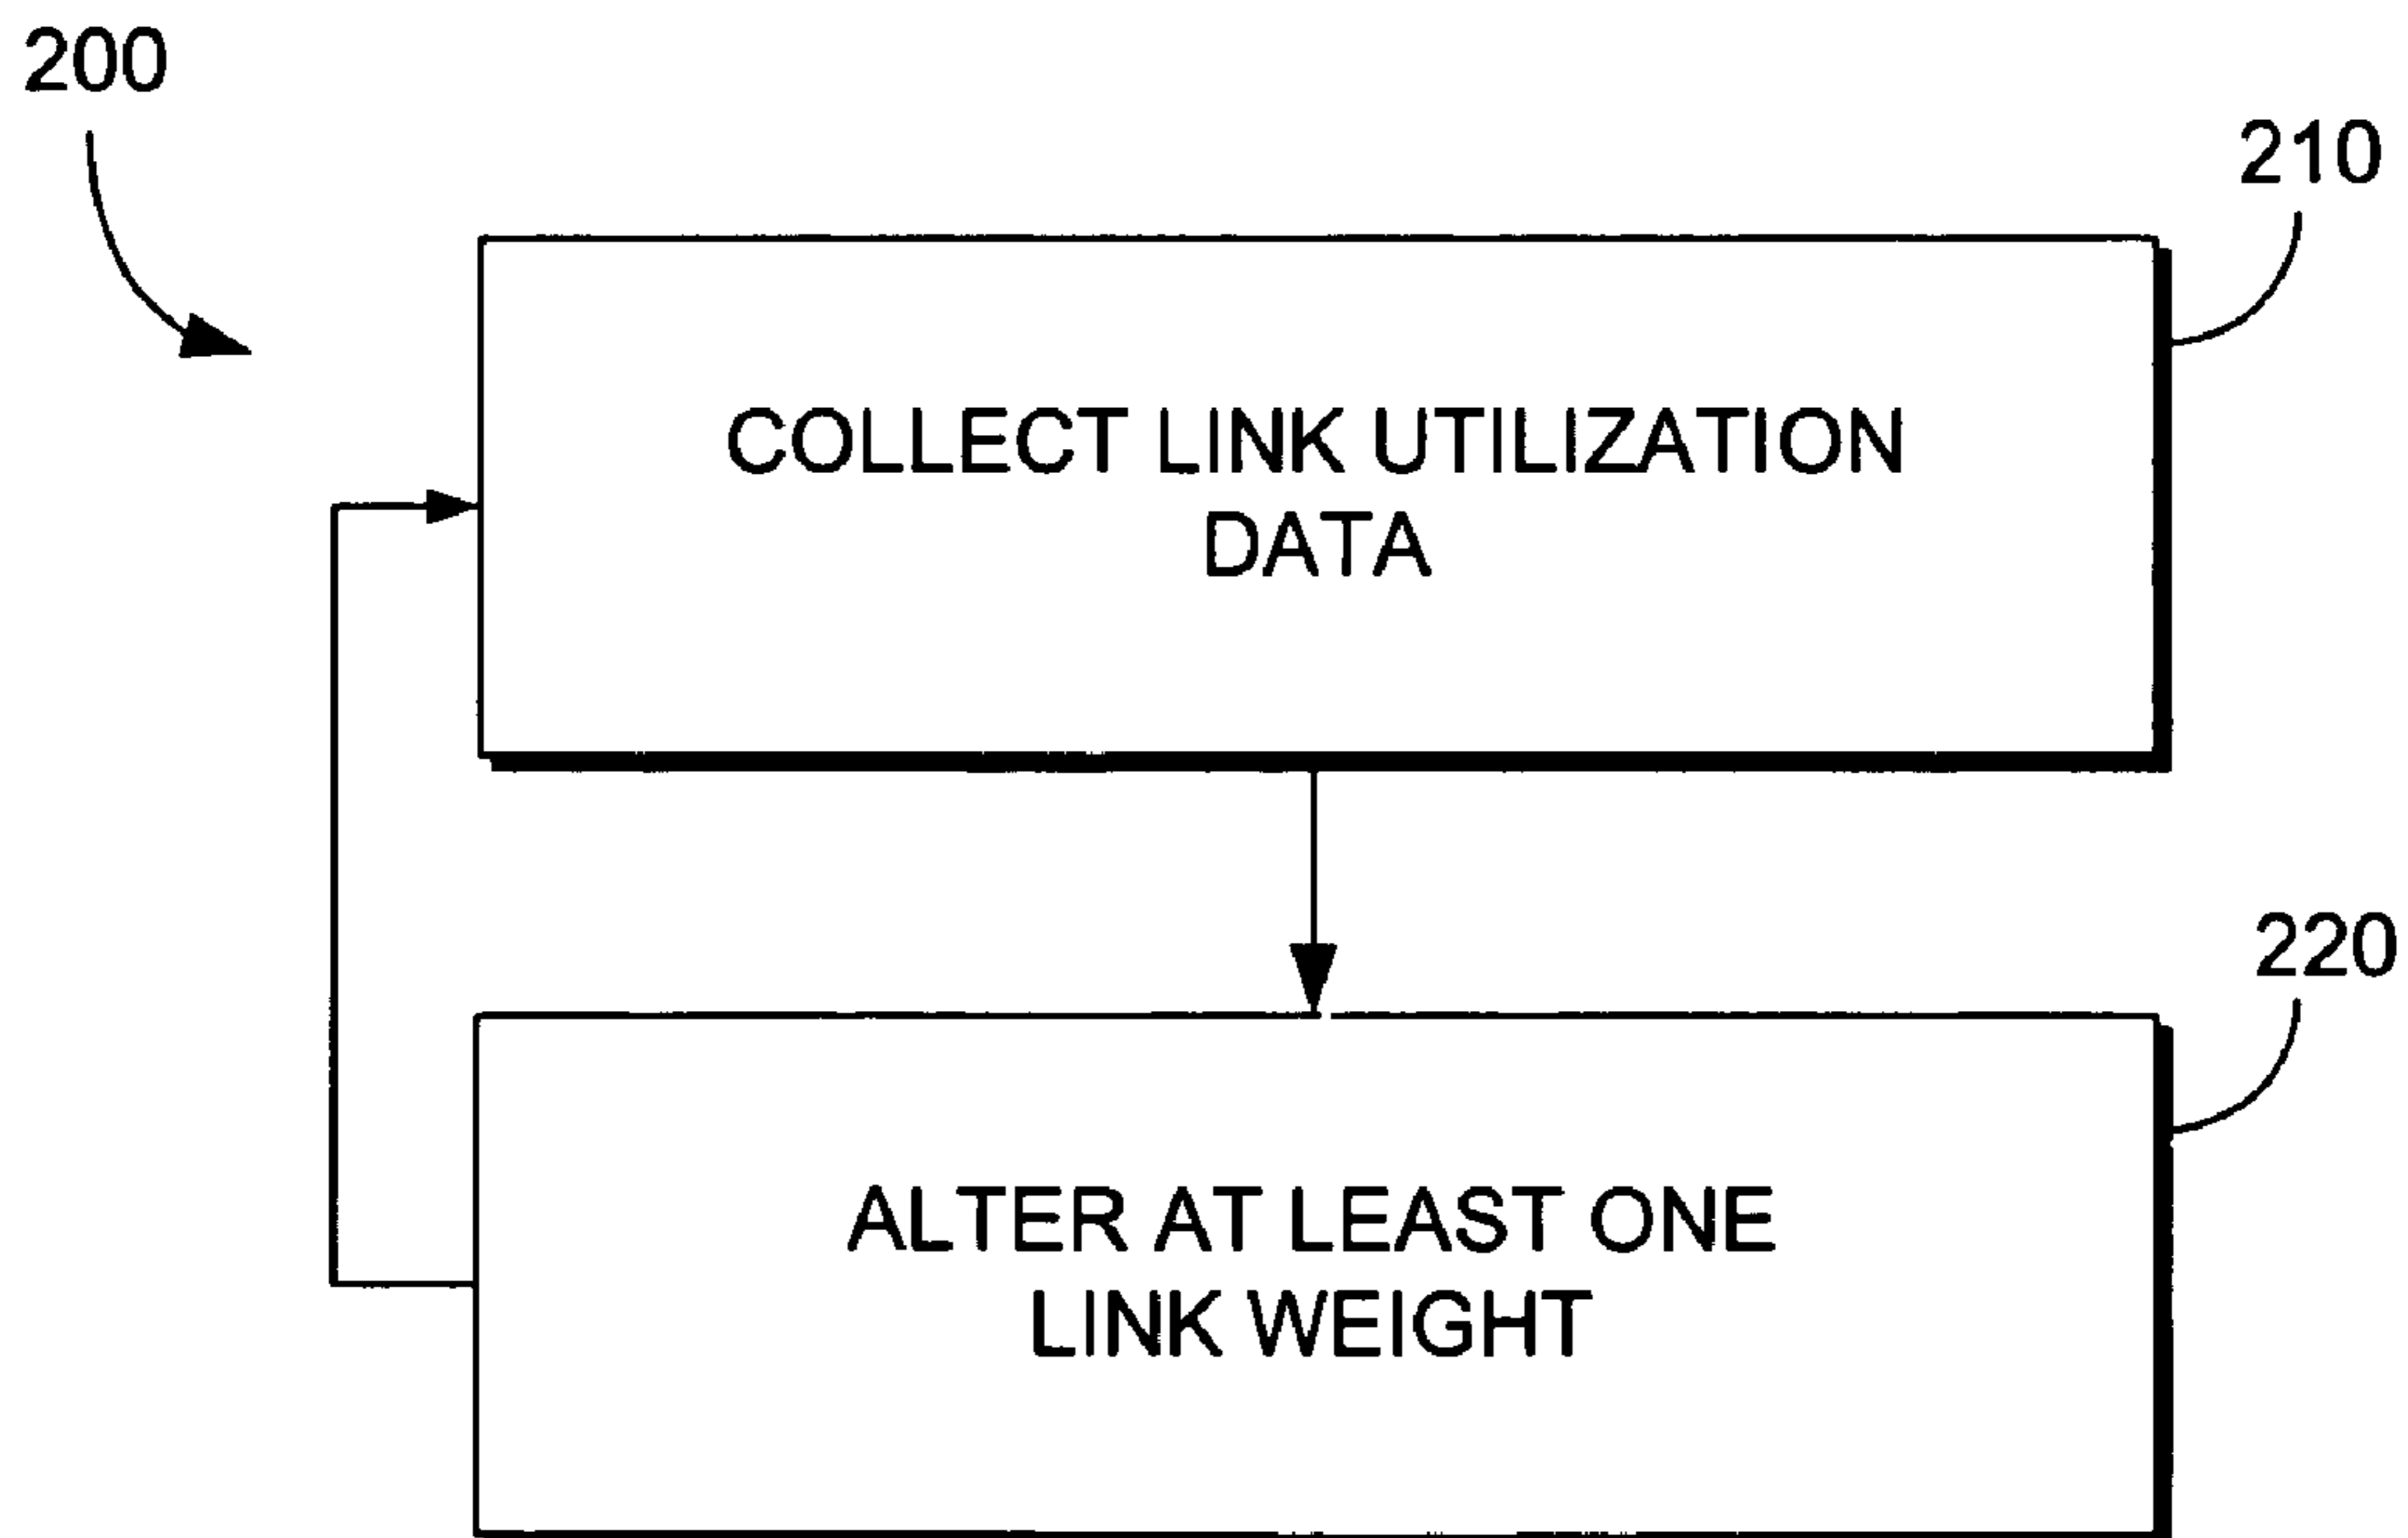 200
210
COLLECT LINK UTILIZATION
DATA
220
ALTER AT LEAST ONE
LINK WEIGHT